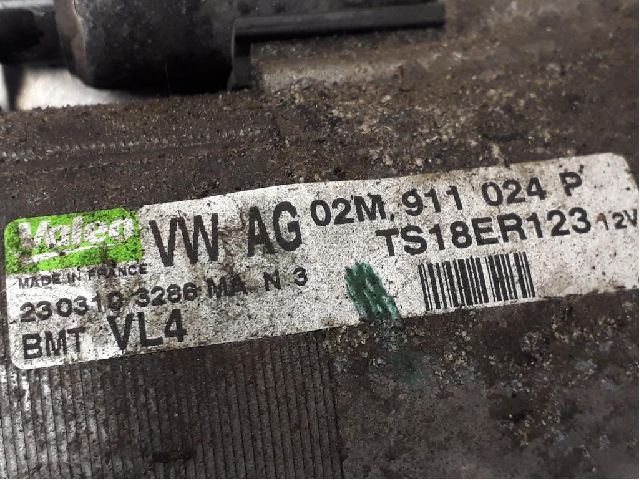 Valeo VW AG 02M.911 024 P
MADE IN FRANCE TS18ER123 12V
230319 3286 MA N 3
BMT VL4